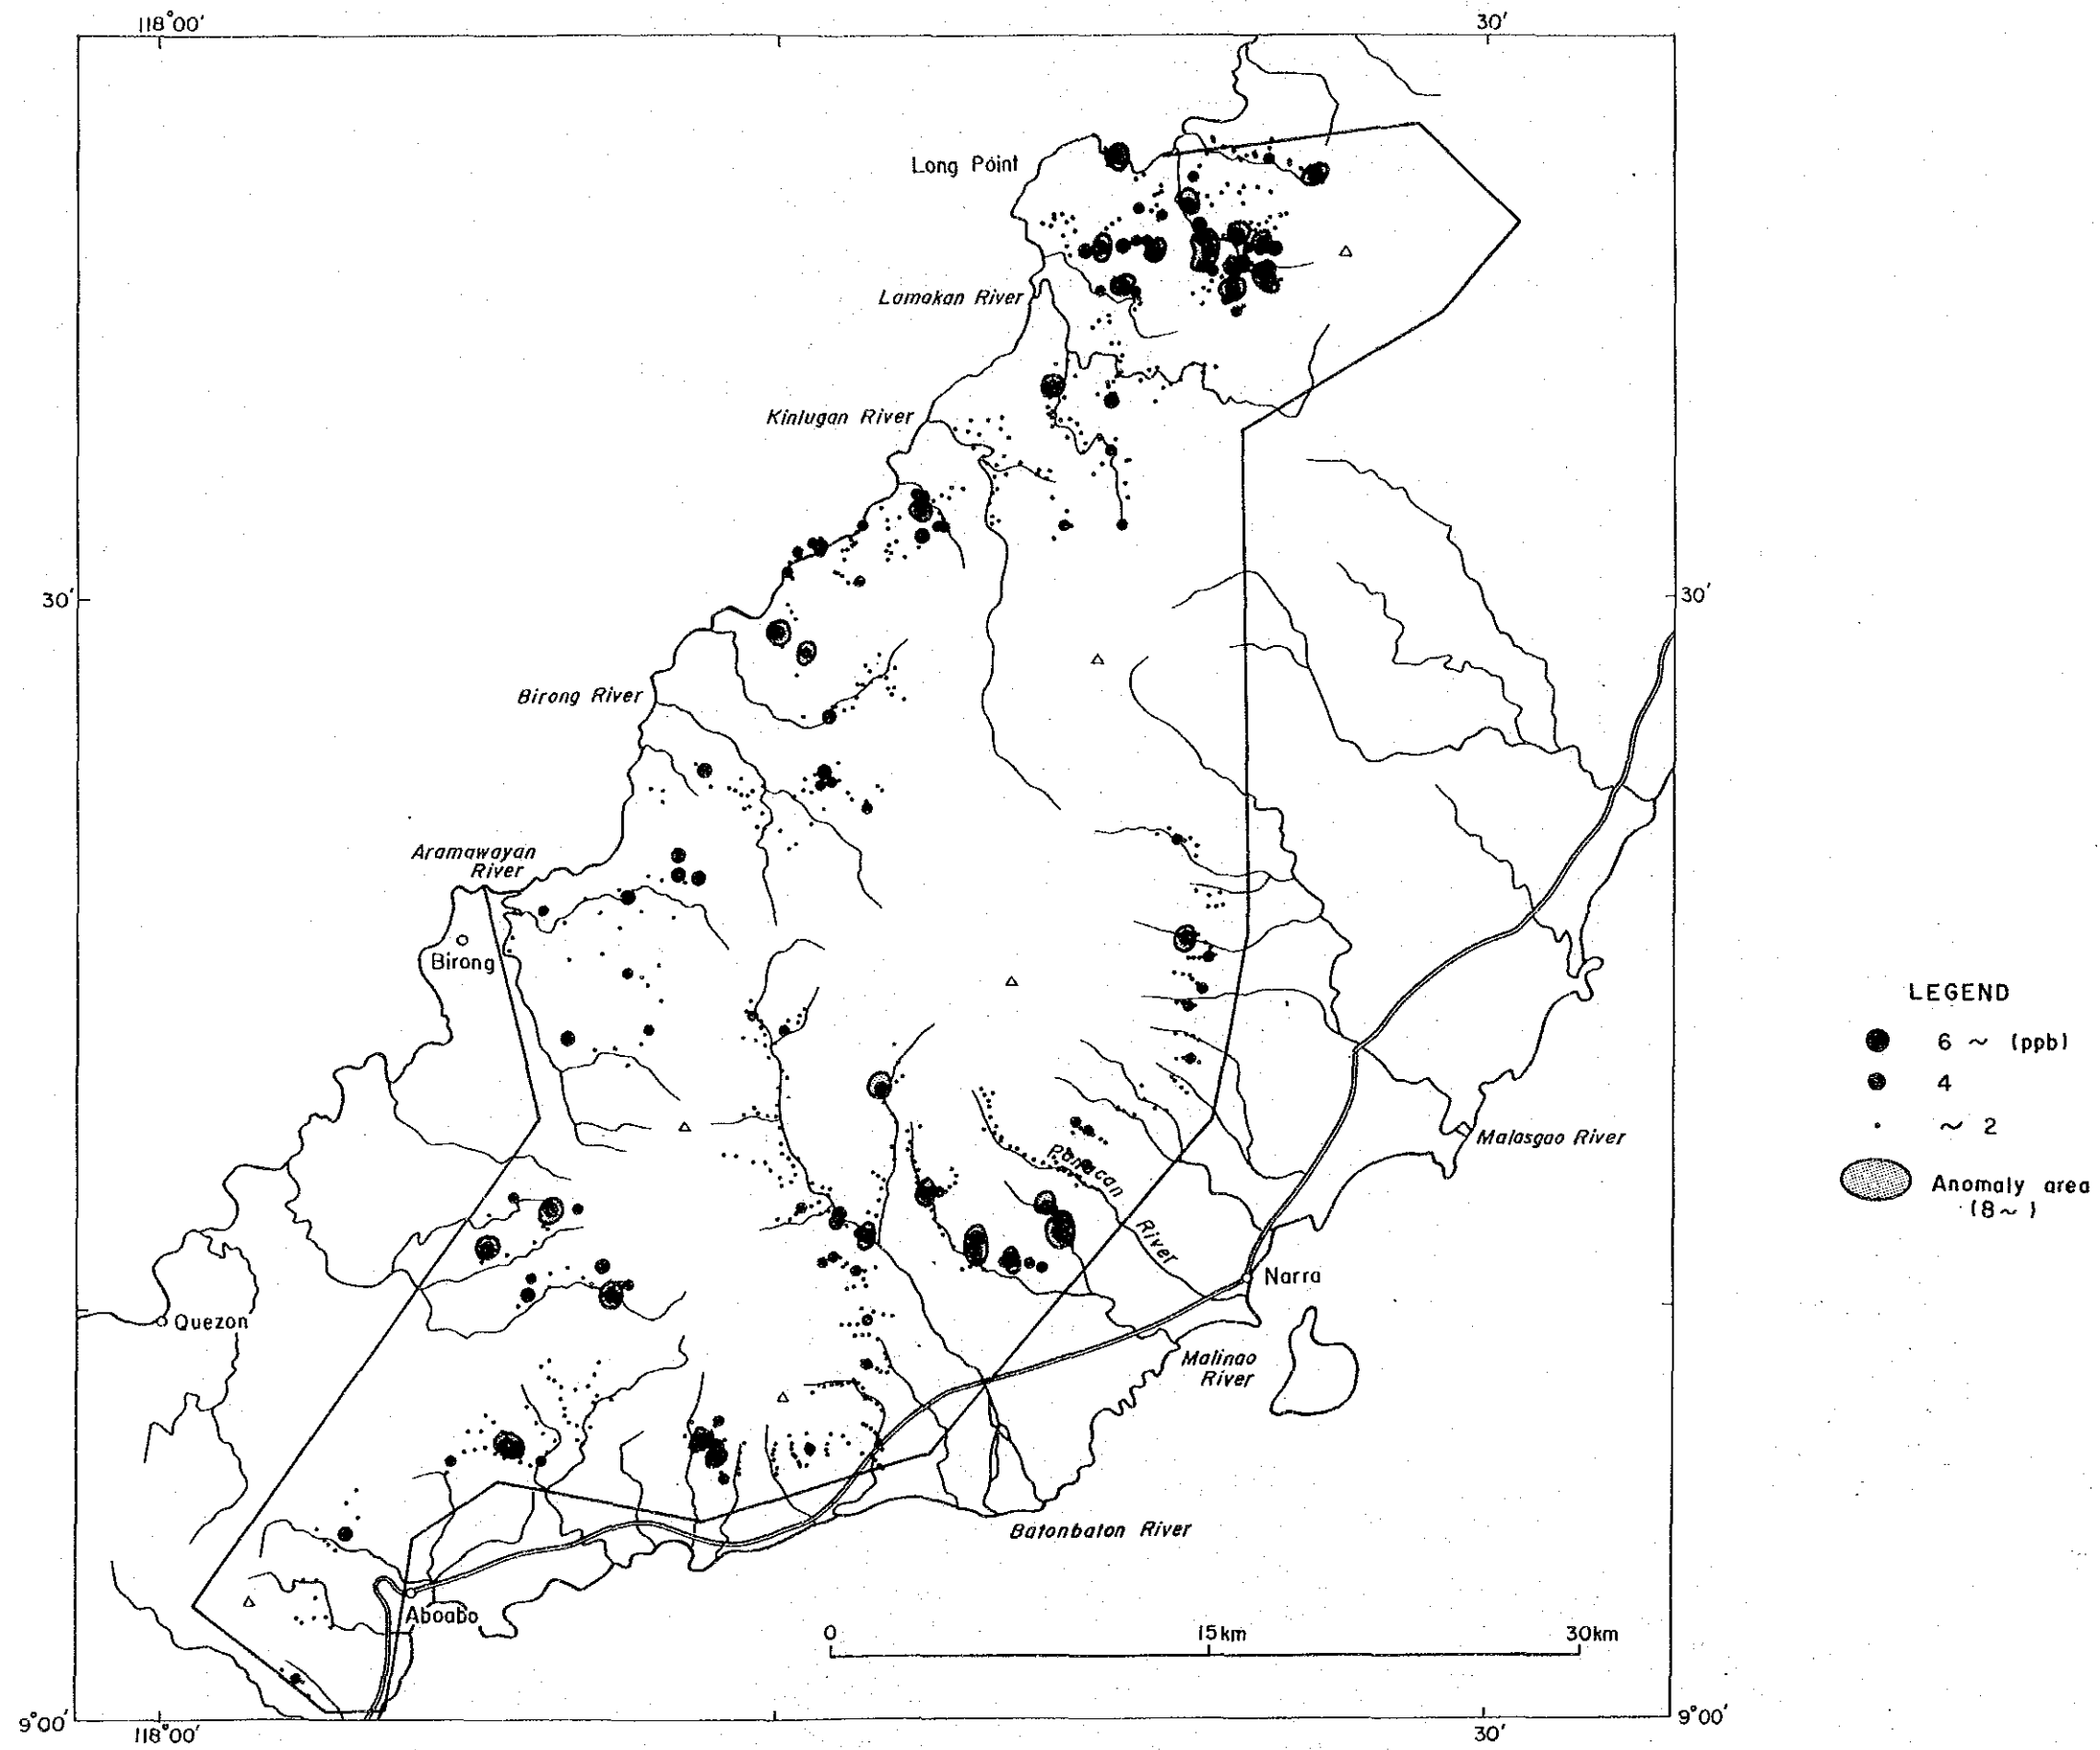 118°00'
30'
Long Point
Lamakan River
Kinlugan River
30'
30'
Birong River
Aramawayan
River
Birong
Malasgao River
Panacan
River
Narra
Quezon
Malinao
River
Batonbaton River
Aboabo
0
15km
30km
9°00'
9°00'
118°00'
30'
LEGEND
6 ~ (ppb)
4
~ 2
Anomaly area
(8~ )